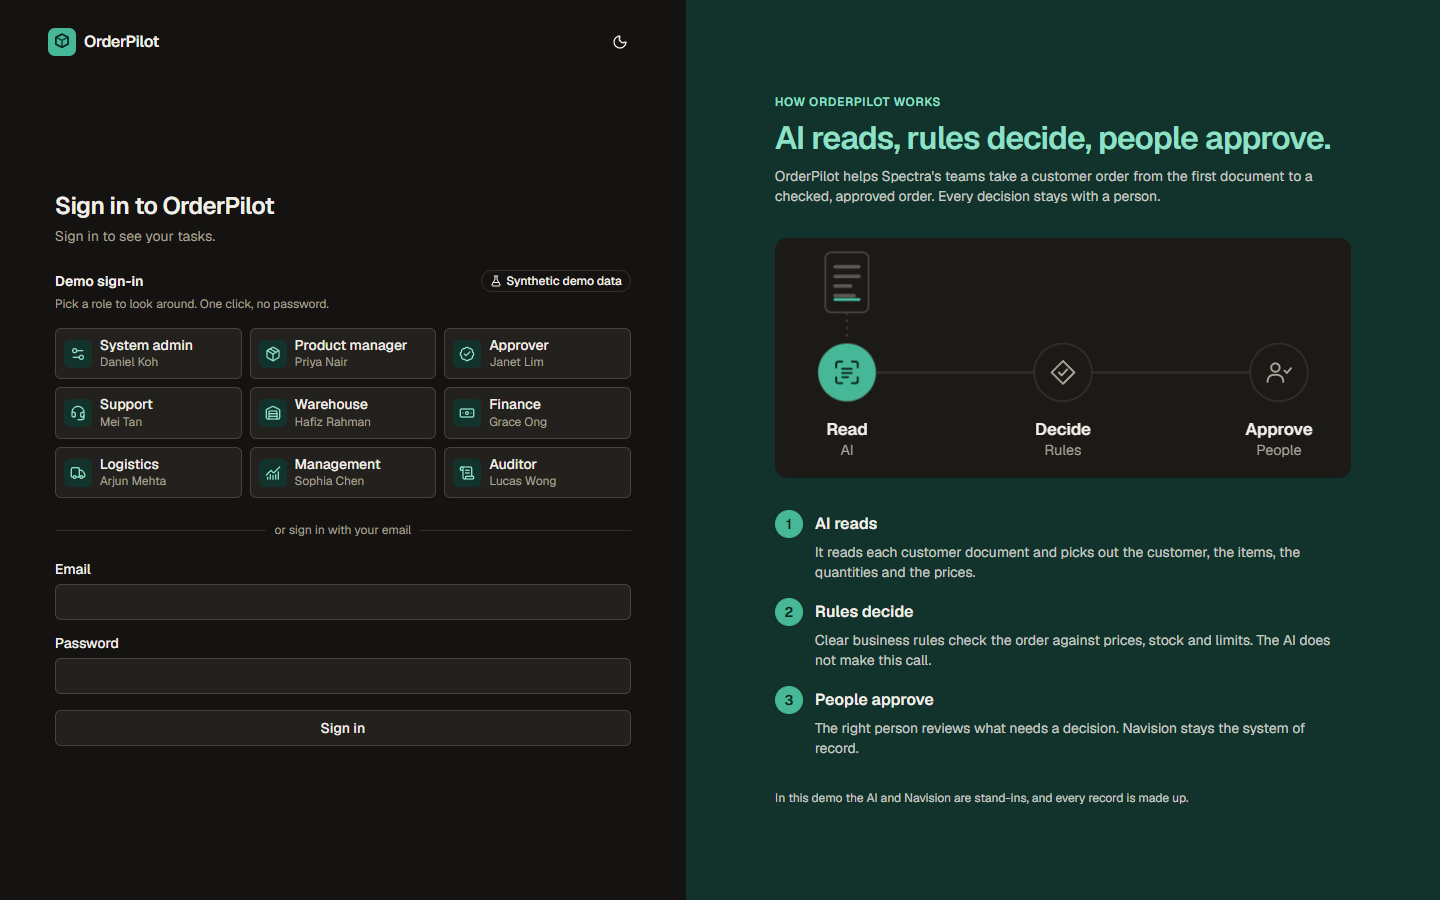 OrderPilot
Sign in to OrderPilot
Sign in to see your tasks.
Demo sign-in
Synthetic demo data
Pick a role to look around. One click, no password.
System admin
Daniel Koh
Product manager
Priya Nair
Approver
Janet Lim
Support
Mei Tan
Warehouse
Hafiz Rahman
Finance
Grace Ong
Logistics
Arjun Mehta
Management
Sophia Chen
Auditor
Lucas Wong
or sign in with your email
Email
Password
Sign in
HOW ORDERPILOT WORKS
AI reads, rules decide, people approve.
OrderPilot helps Spectra's teams take a customer order from the first document to a
checked, approved order. Every decision stays with a person.
Read
AI
Decide
Rules
Approve
People
1
AI reads
It reads each customer document and picks out the customer, the items, the
quantities and the prices.
2
Rules decide
Clear business rules check the order against prices, stock and limits. The AI does
not make this call.
3
People approve
The right person reviews what needs a decision. Navision stays the system of
record.
In this demo the AI and Navision are stand-ins, and every record is made up.